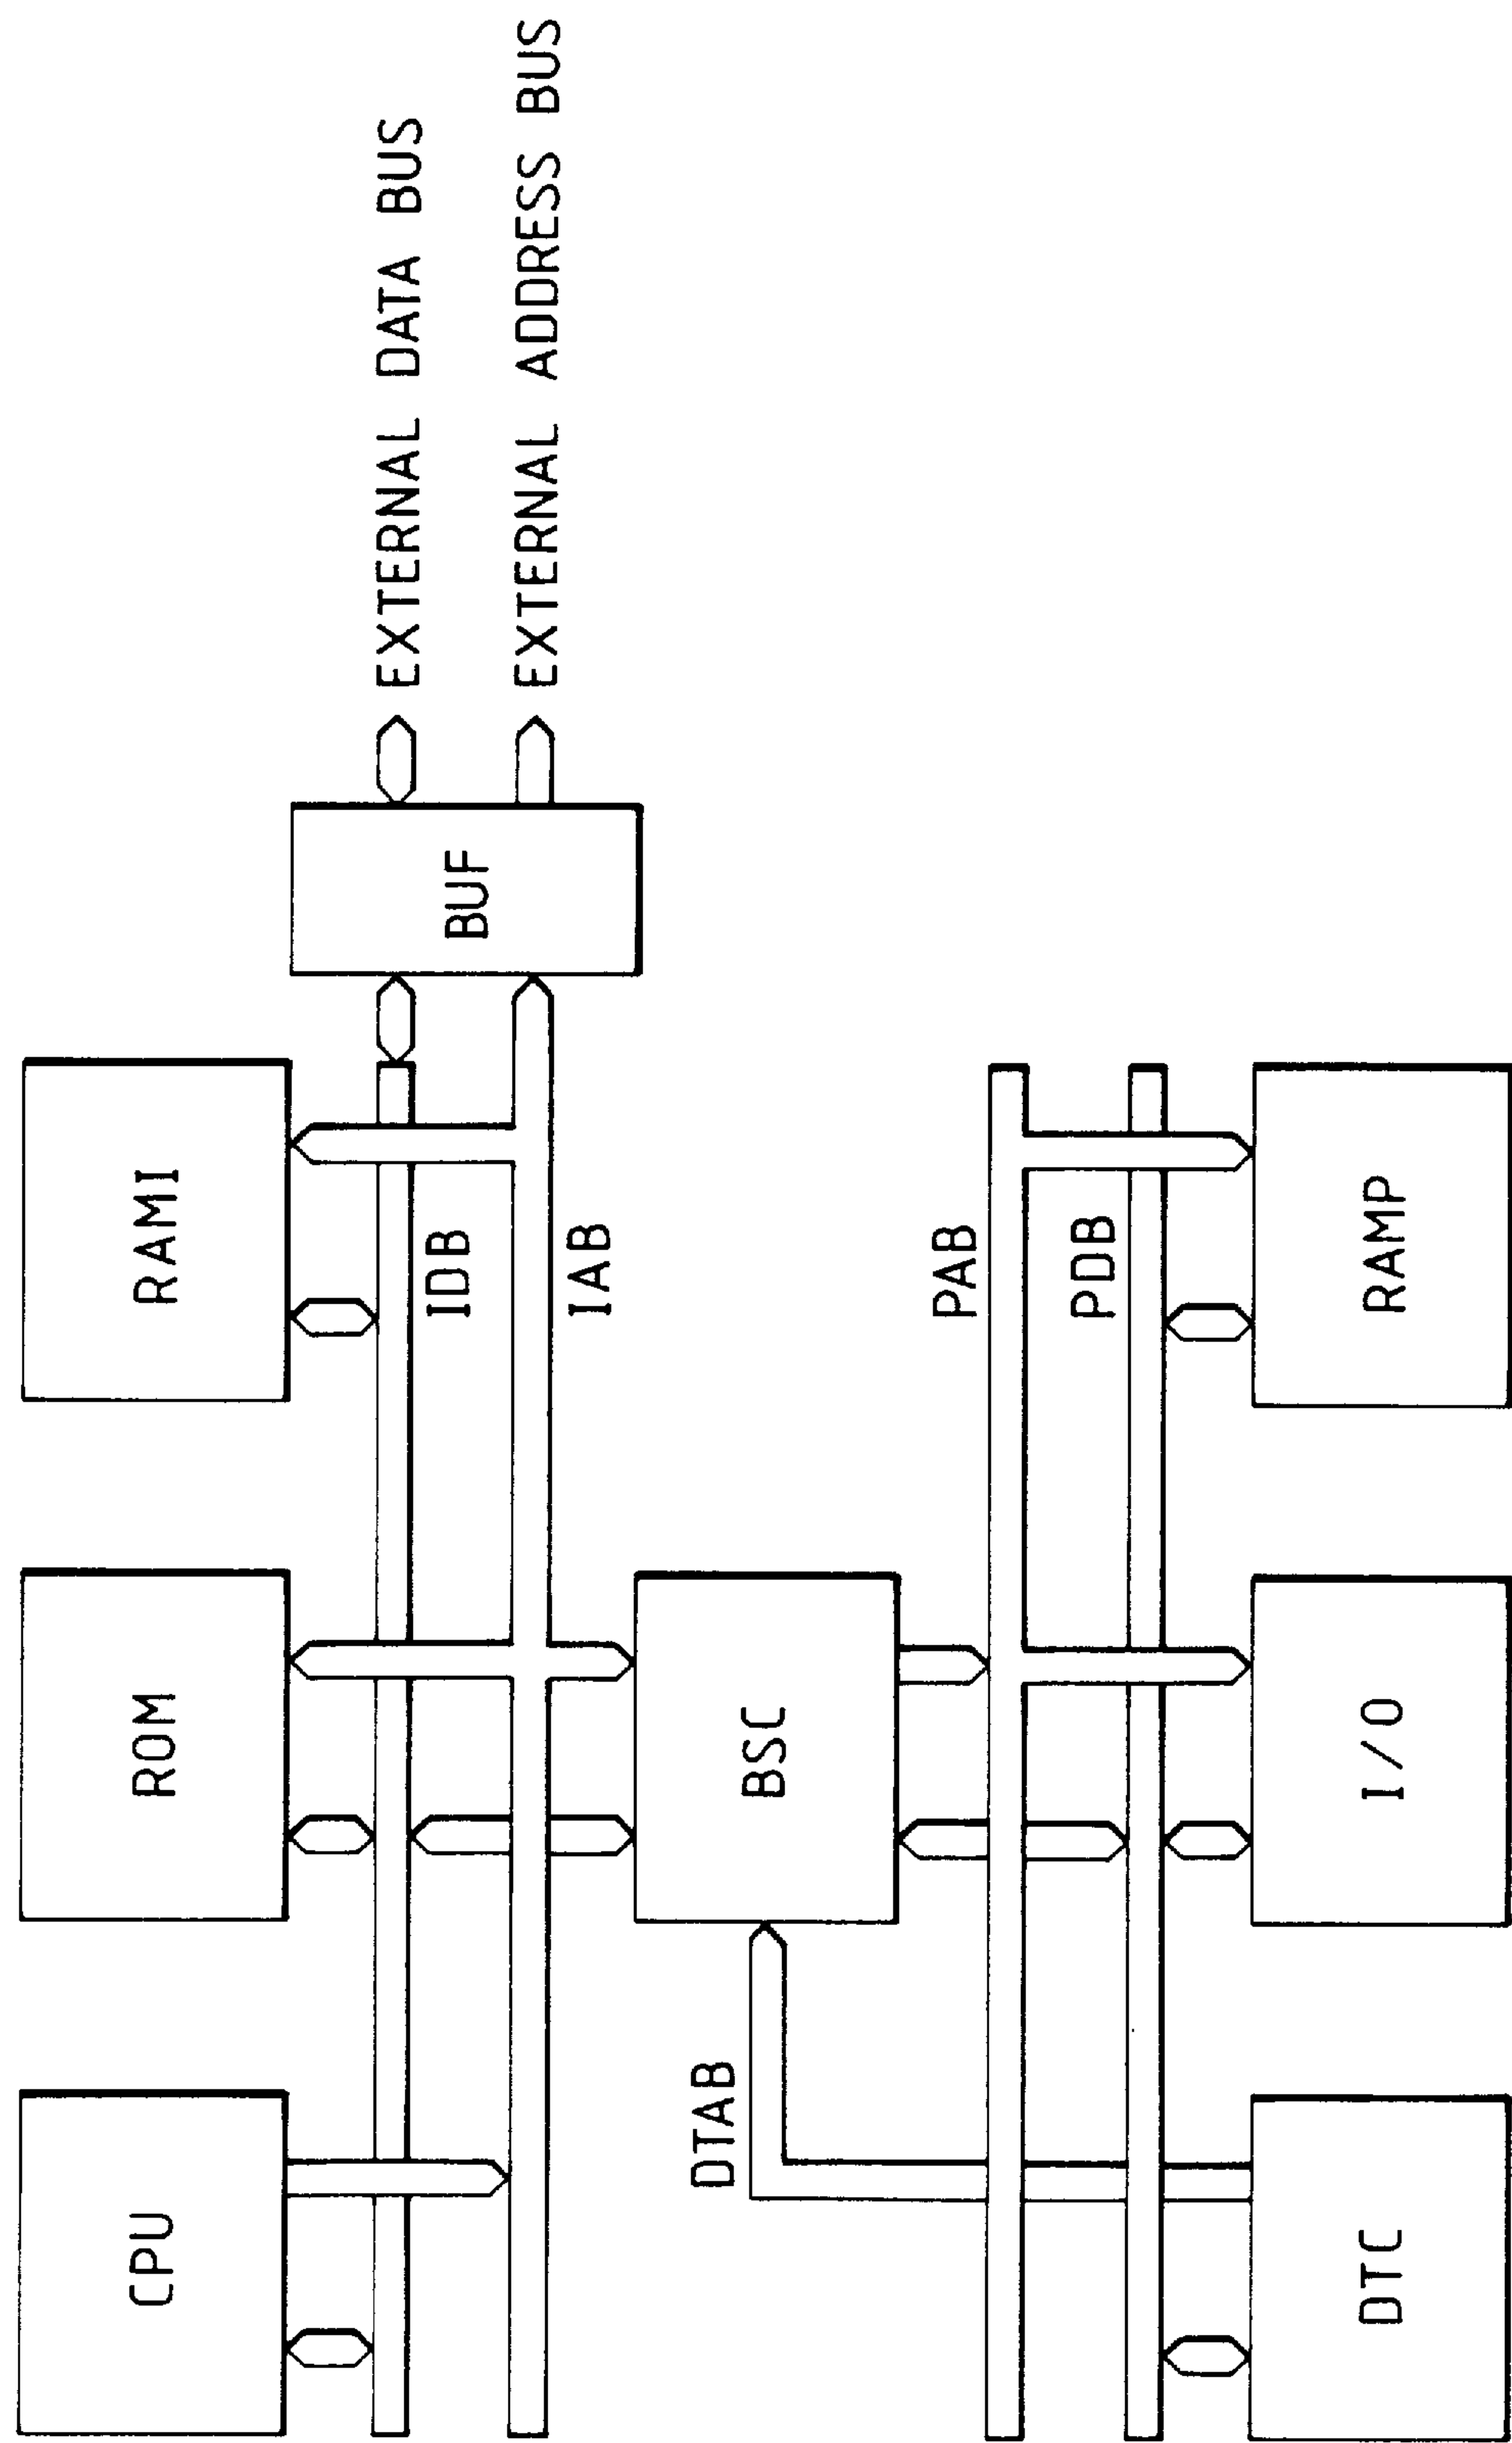 CPU
ROM
RAMI
IDB
IAB
BUF
EXTERNAL DATA BUS
EXTERNAL ADDRESS BUS
DTAB
BSC
PAB
PDB
DTC
I/O
RAMP